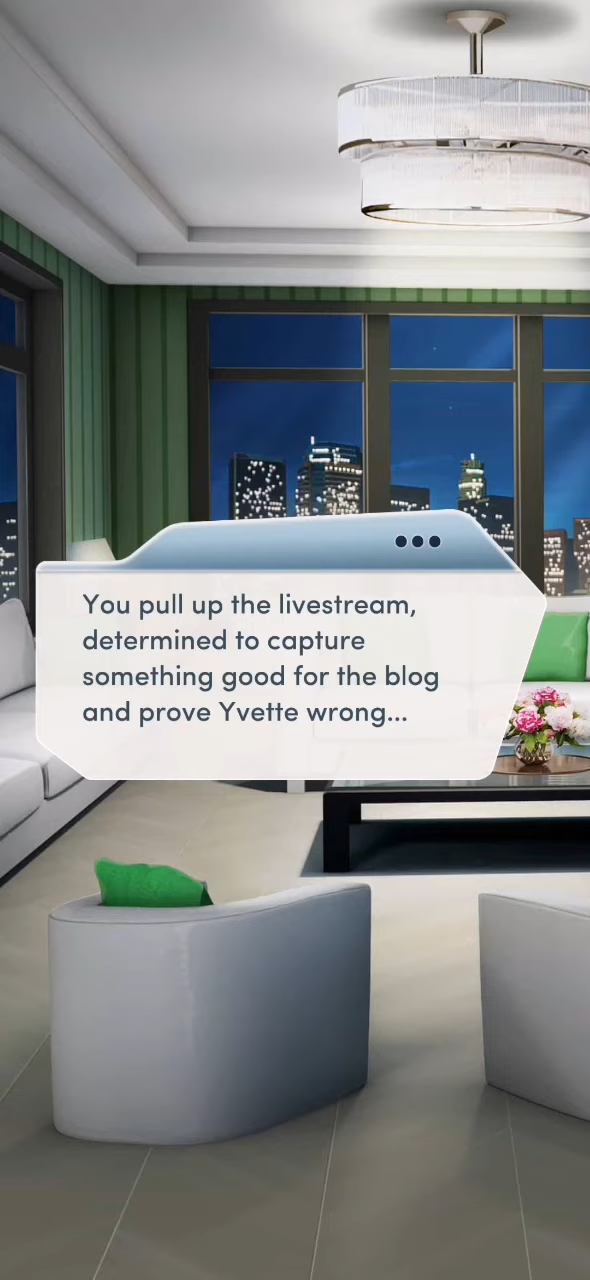 You pull up the livestream,
determined to capture
something good for the blog
and prove Yvette wrong...